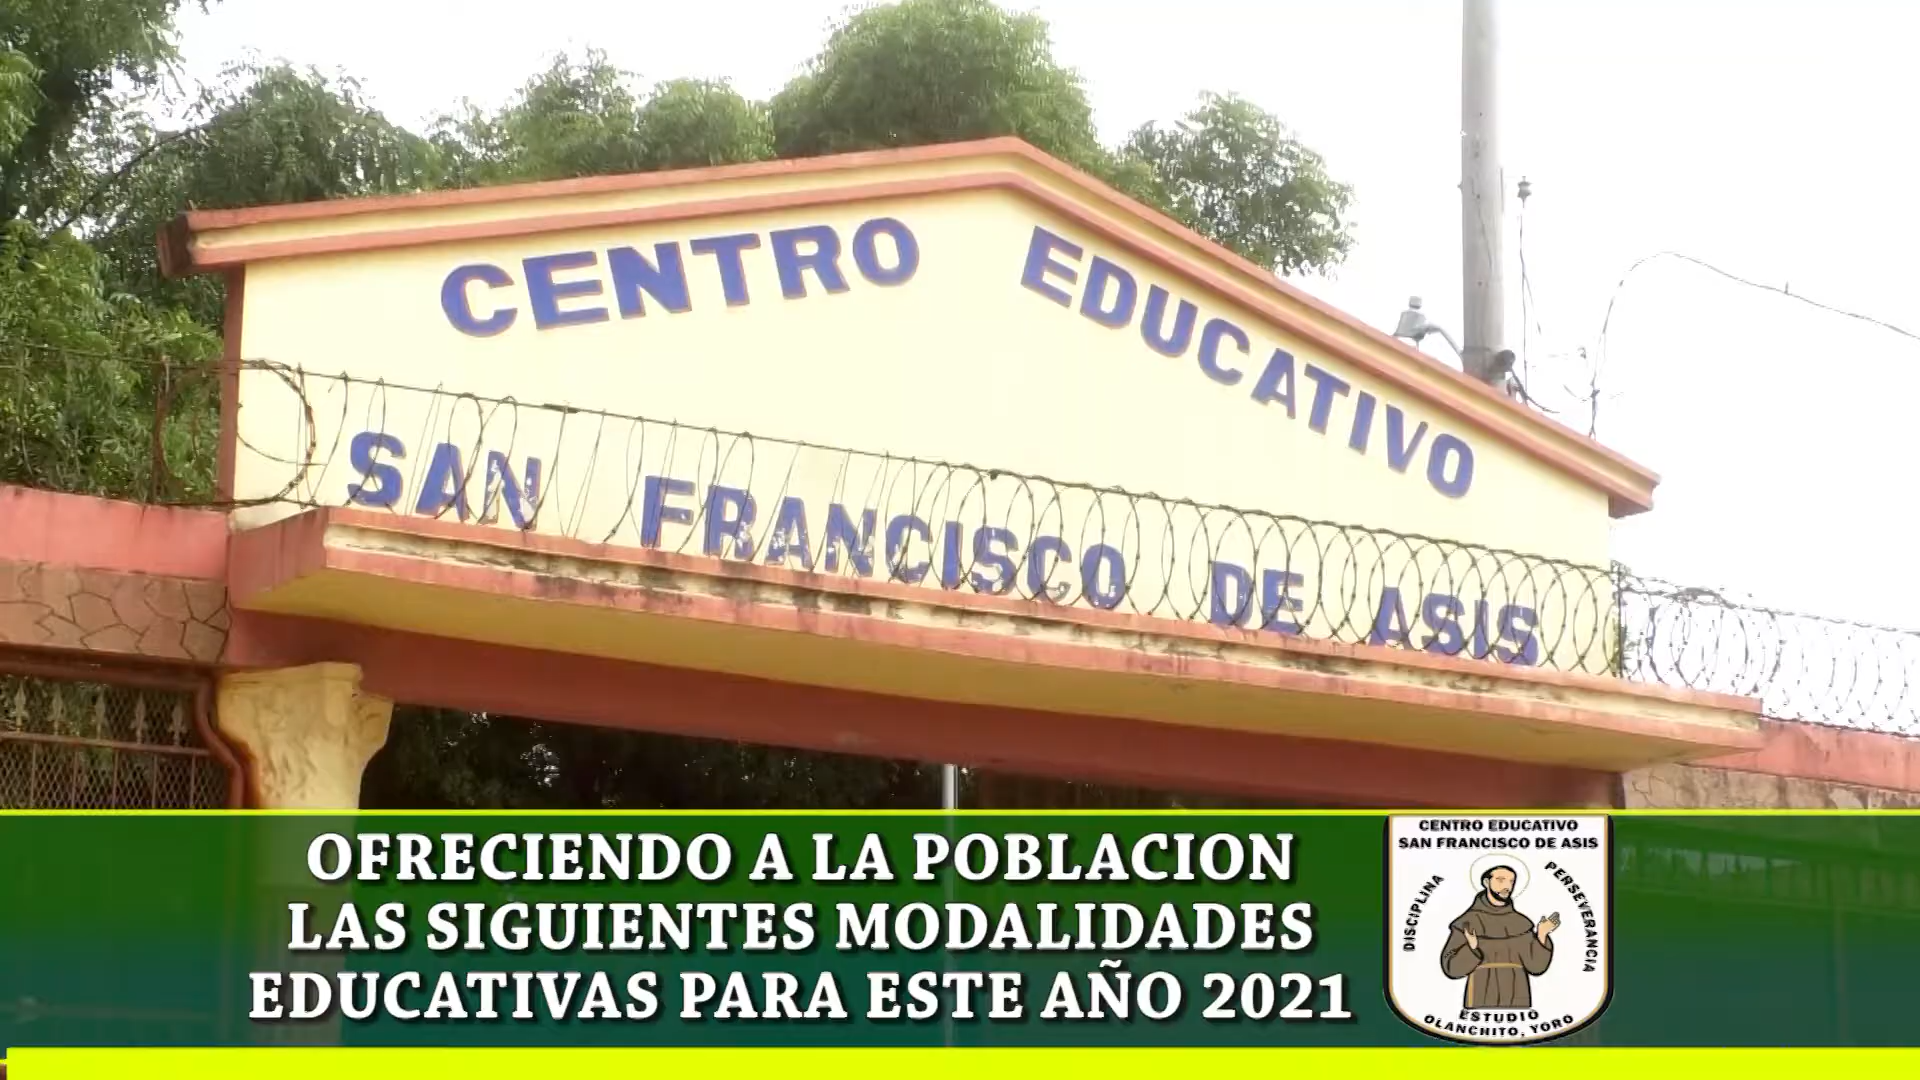 CENTRO EDUCATIVO
SAN FRANCISCO DE ASIS
OFRECIENDO A LA POBLACION
LAS SIGUIENTES MODALIDADES
EDUCATIVAS PARA ESTE AÑO 2021
CENTRO EDUCATIVO
SAN FRANCISCO DE ASIS
DISCIPLINA
PERSEVERANCIA
ESTUDIO
OLANCHITO, YORO